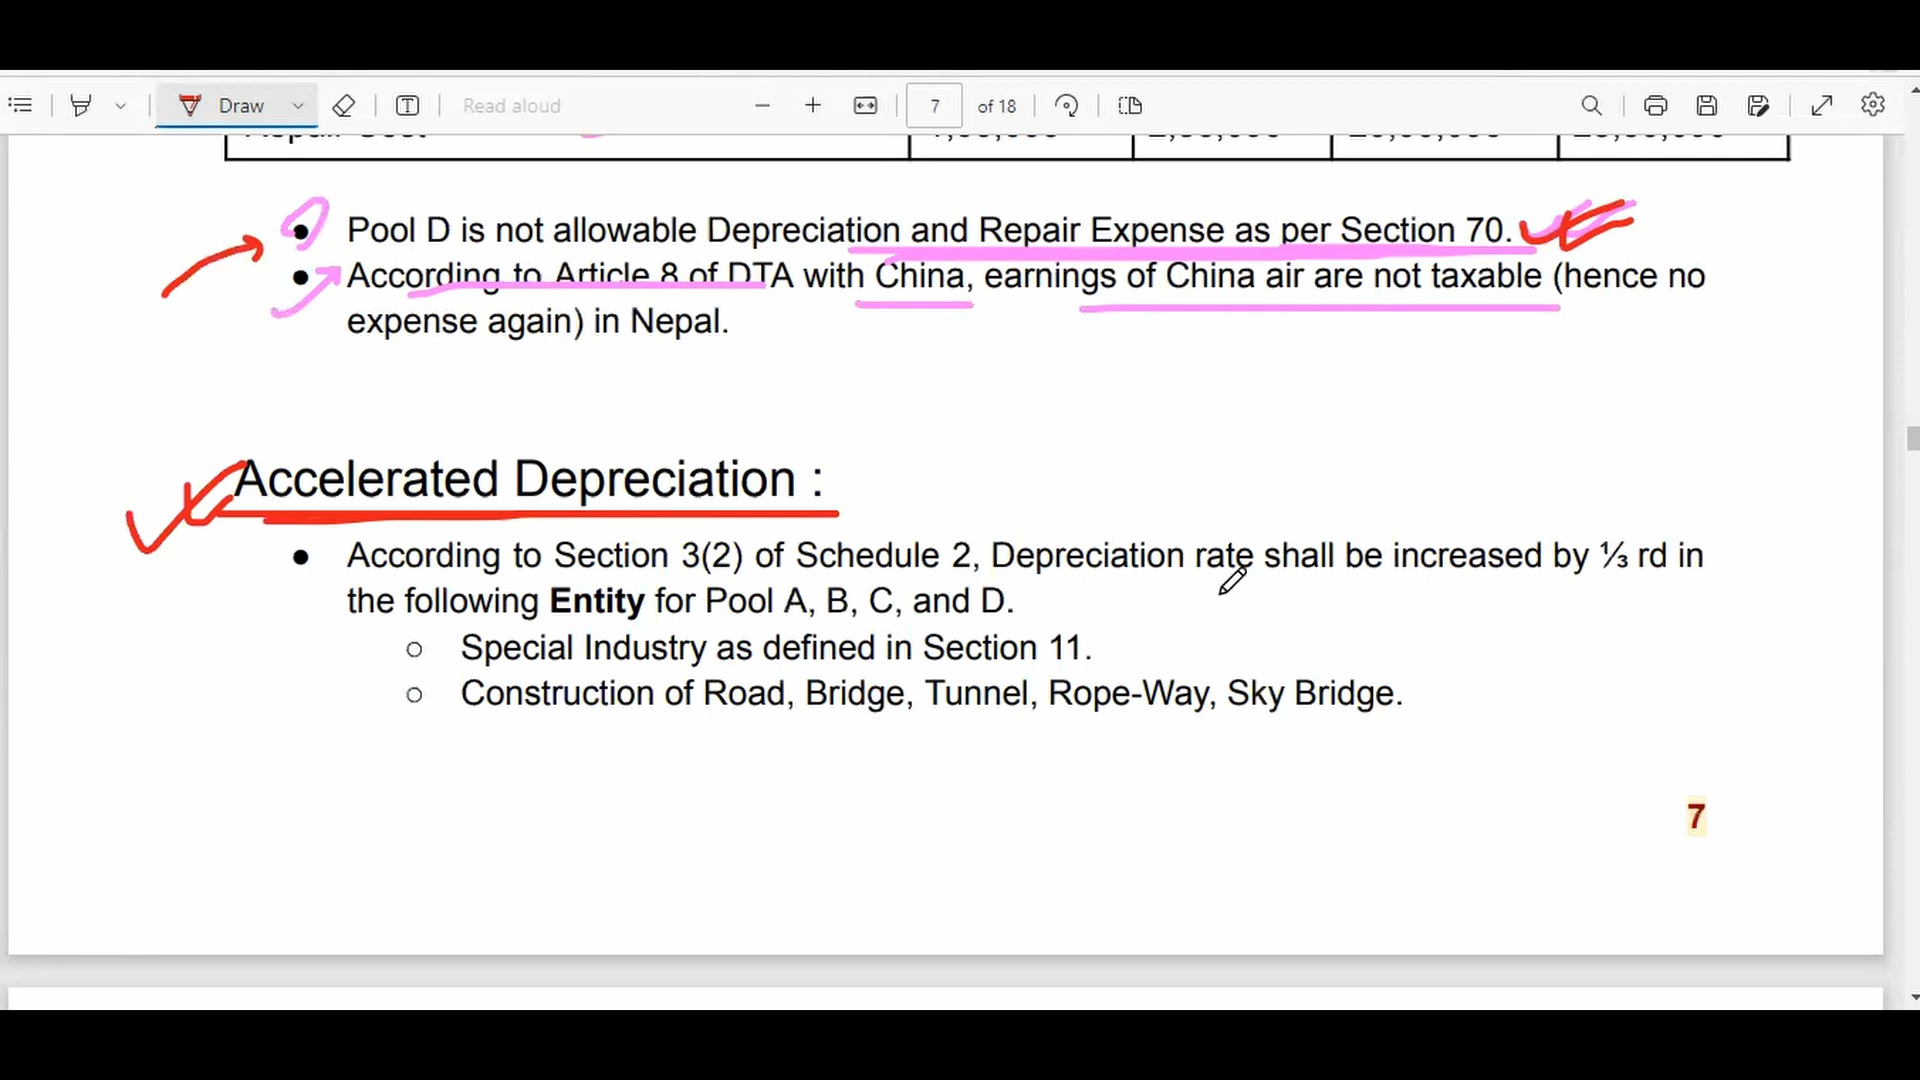 Draw Read aloud 7 of 18
Pool D is not allowable Depreciation and Repair Expense as per Section 70.
According to Article 8 of DTA with China, earnings of China air are not taxable (hence no
expense again) in Nepal.
Accelerated Depreciation :
According to Section 3(2) of Schedule 2, Depreciation rate shall be increased by ⅓ rd in
the following Entity for Pool A, B, C, and D.
Special Industry as defined in Section 11.
Construction of Road, Bridge, Tunnel, Rope-Way, Sky Bridge.
7